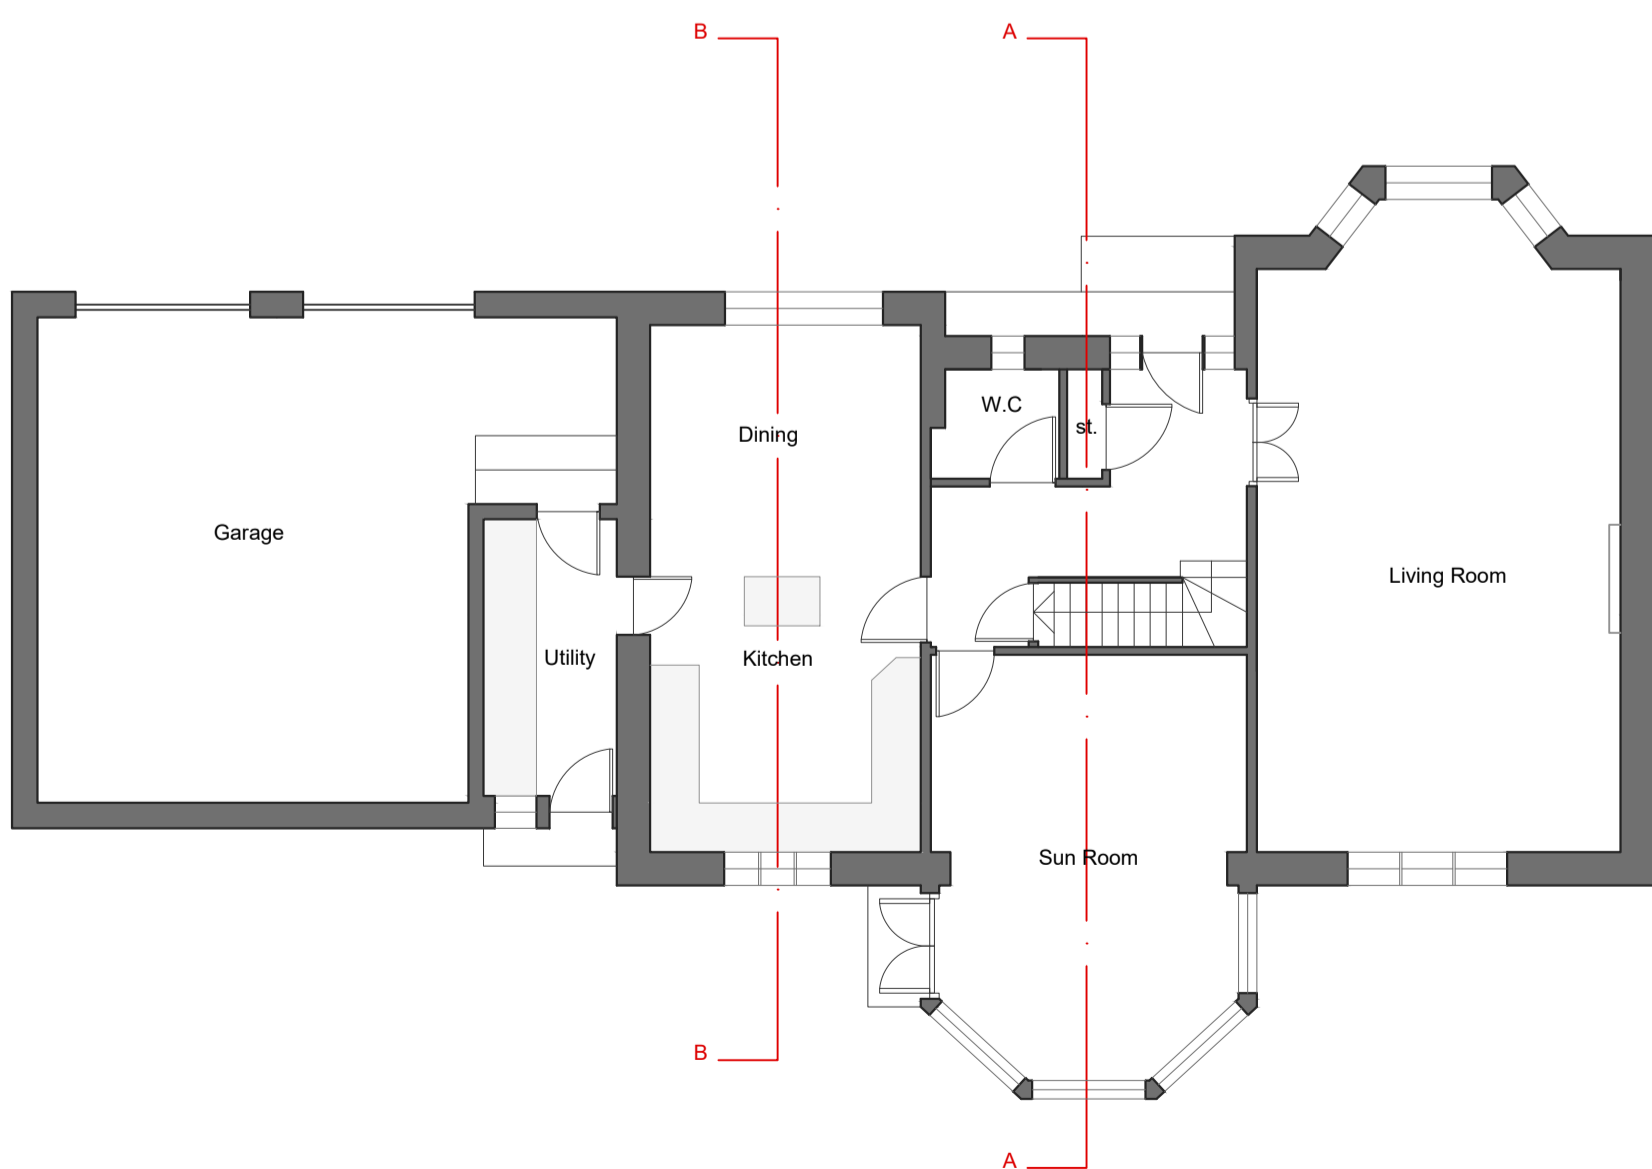 B
A
W.C
st.
Dining
Garage
Living Room
Utility
Kitchen
Sun Room
B
A